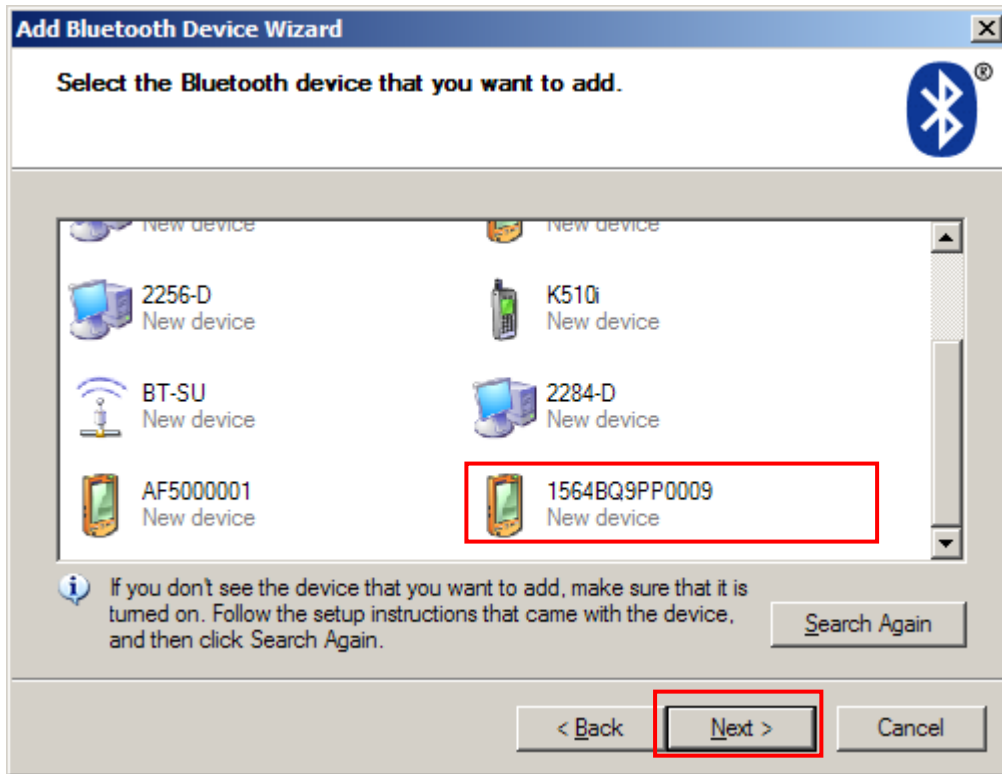 Add Bluetooth Device Wizard
Select the Bluetooth device that you want to add.
®
New device
New device
2256-D
New device
K510i
New device
BT-SU
New device
2284-D
New device
AF5000001
New device
1564BQ9PP0009
New device
If you don't see the device that you want to add, make sure that it is
turned on. Follow the setup instructions that came with the device,
and then click Search Again.
Search Again
< Back
Next >
Cancel